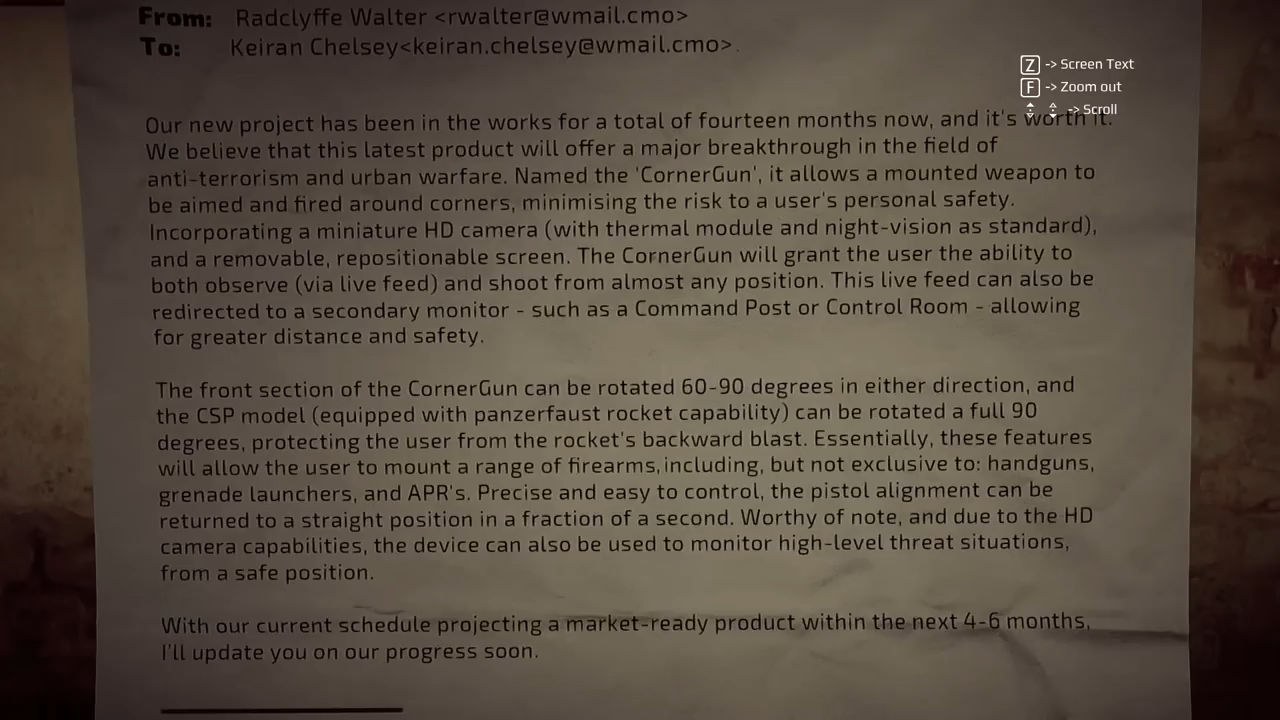 From: Radclyffe Walter <rwalter@wmail.cmo>
To: Keiran Chelsey<keiran.chelsey@wmail.cmo>.
Z -> Screen Text
F -> Zoom out
-> Scroll
Our new project has been in the works for a total of fourteen months now, and it's worth it.
We believe that this latest product will offer a major breakthrough in the field of
anti-terrorism and urban warfare. Named the 'CornerGun', it allows a mounted weapon to
be aimed and fired around corners, minimising the risk to a user's personal safety.
Incorporating a miniature HD camera (with thermal module and night-vision as standard),
and a removable, repositionable screen. The CornerGun will grant the user the ability to
both observe (via live feed) and shoot from almost any position. This live feed can also be
redirected to a secondary monitor - such as a Command Post or Control Room - allowing
for greater distance and safety.
The front section of the CornerGun can be rotated 60-90 degrees in either direction, and
the CSP model (equipped with panzerfaust rocket capability) can be rotated a full 90
degrees, protecting the user from the rocket's backward blast. Essentially, these features
will allow the user to mount a range of firearms, including, but not exclusive to: handguns,
grenade launchers, and APR's. Precise and easy to control, the pistol alignment can be
returned to a straight position in a fraction of a second. Worthy of note, and due to the HD
camera capabilities, the device can also be used to monitor high-level threat situations,
from a safe position.
With our current schedule projecting a market-ready product within the next 4-6 months,
I'll update you on our progress soon.